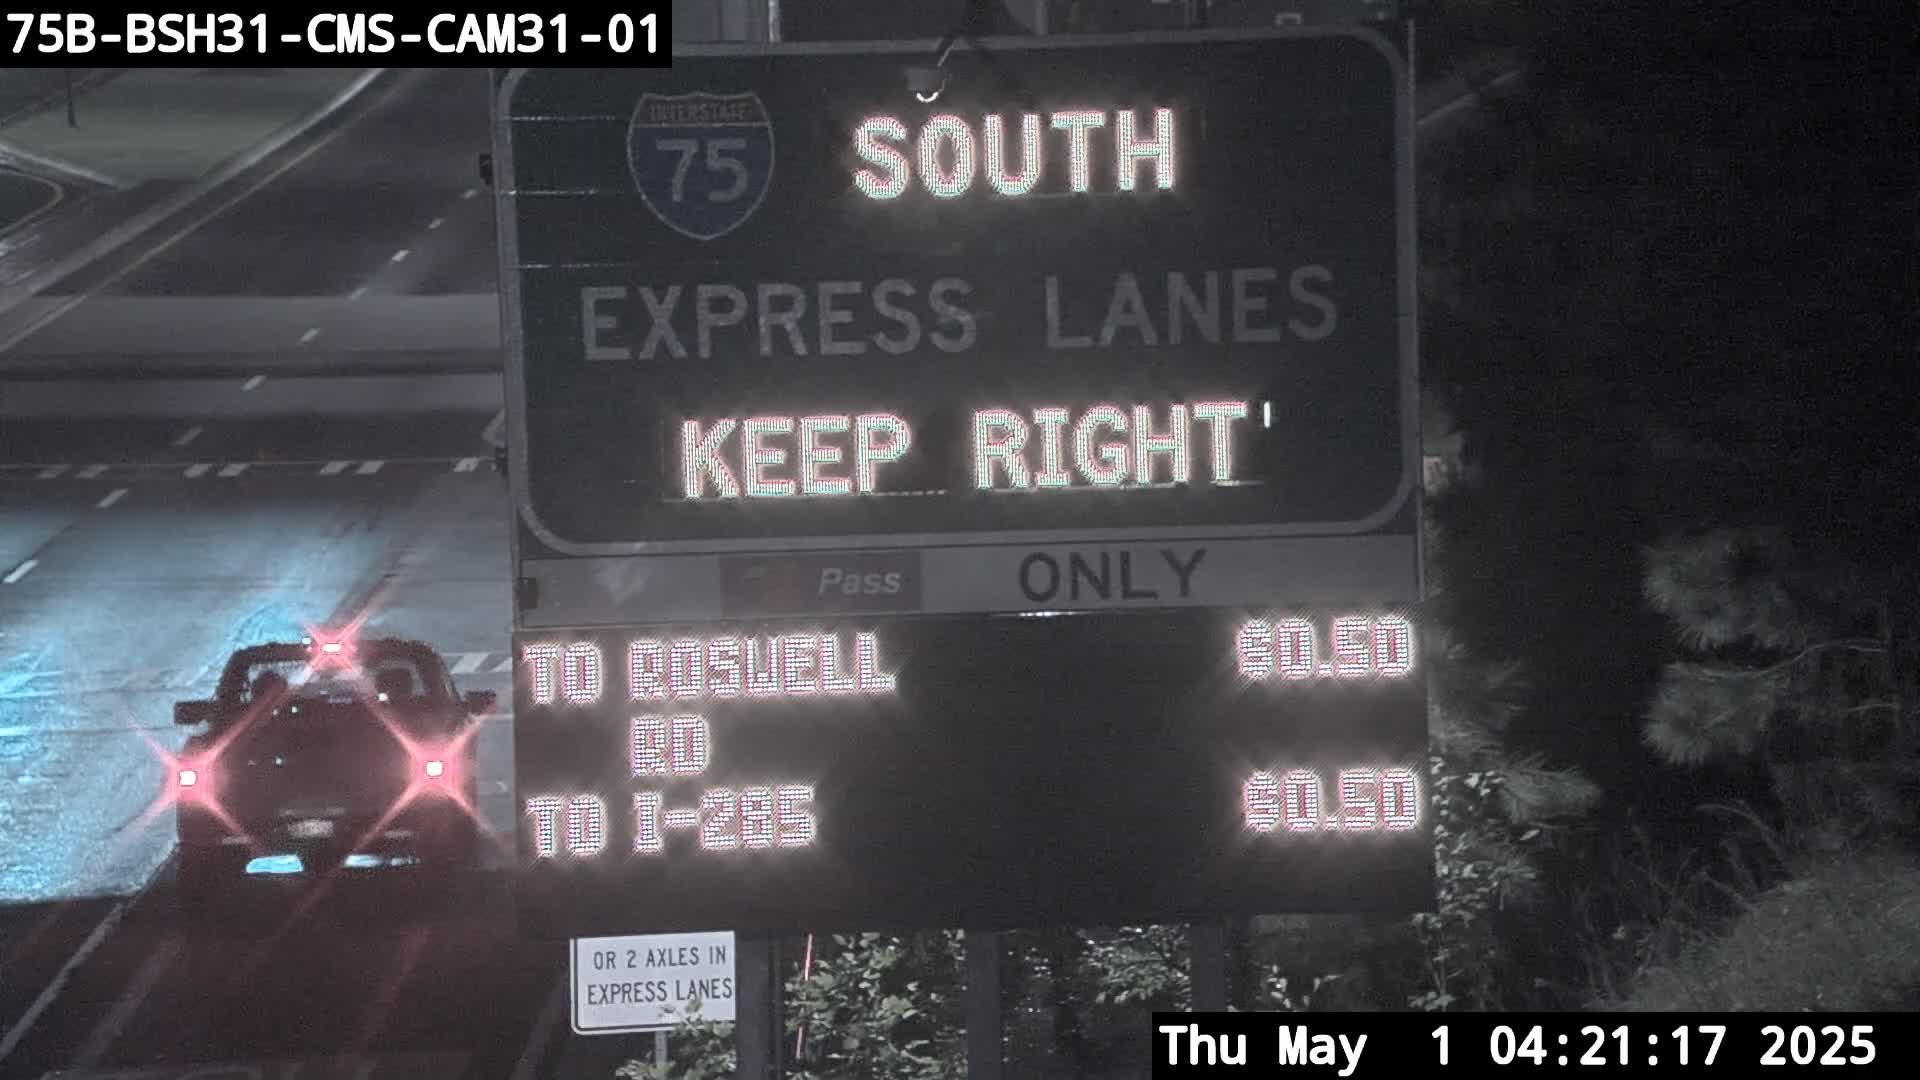 75B-BSH31-CMS-CAM31-01
INTERSTATE
75
SOUTH
EXPRESS LANES
KEEP RIGHT
Pass ONLY
TO ROSWELL $0.50
RD
TO I-285 $0.50
OR 2 AXLES IN
EXPRESS LANES
Thu May 1 04:21:17 2025